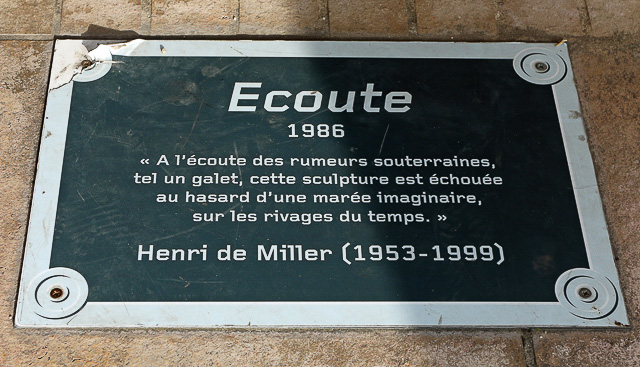 Ecoute
1986
« A l'écoute des rumeurs souterraines,
tel un galet, cette sculpture est échouée
au hasard d'une marée imaginaire,
sur les rivages du temps. »
Henri de Miller (1953-1999)